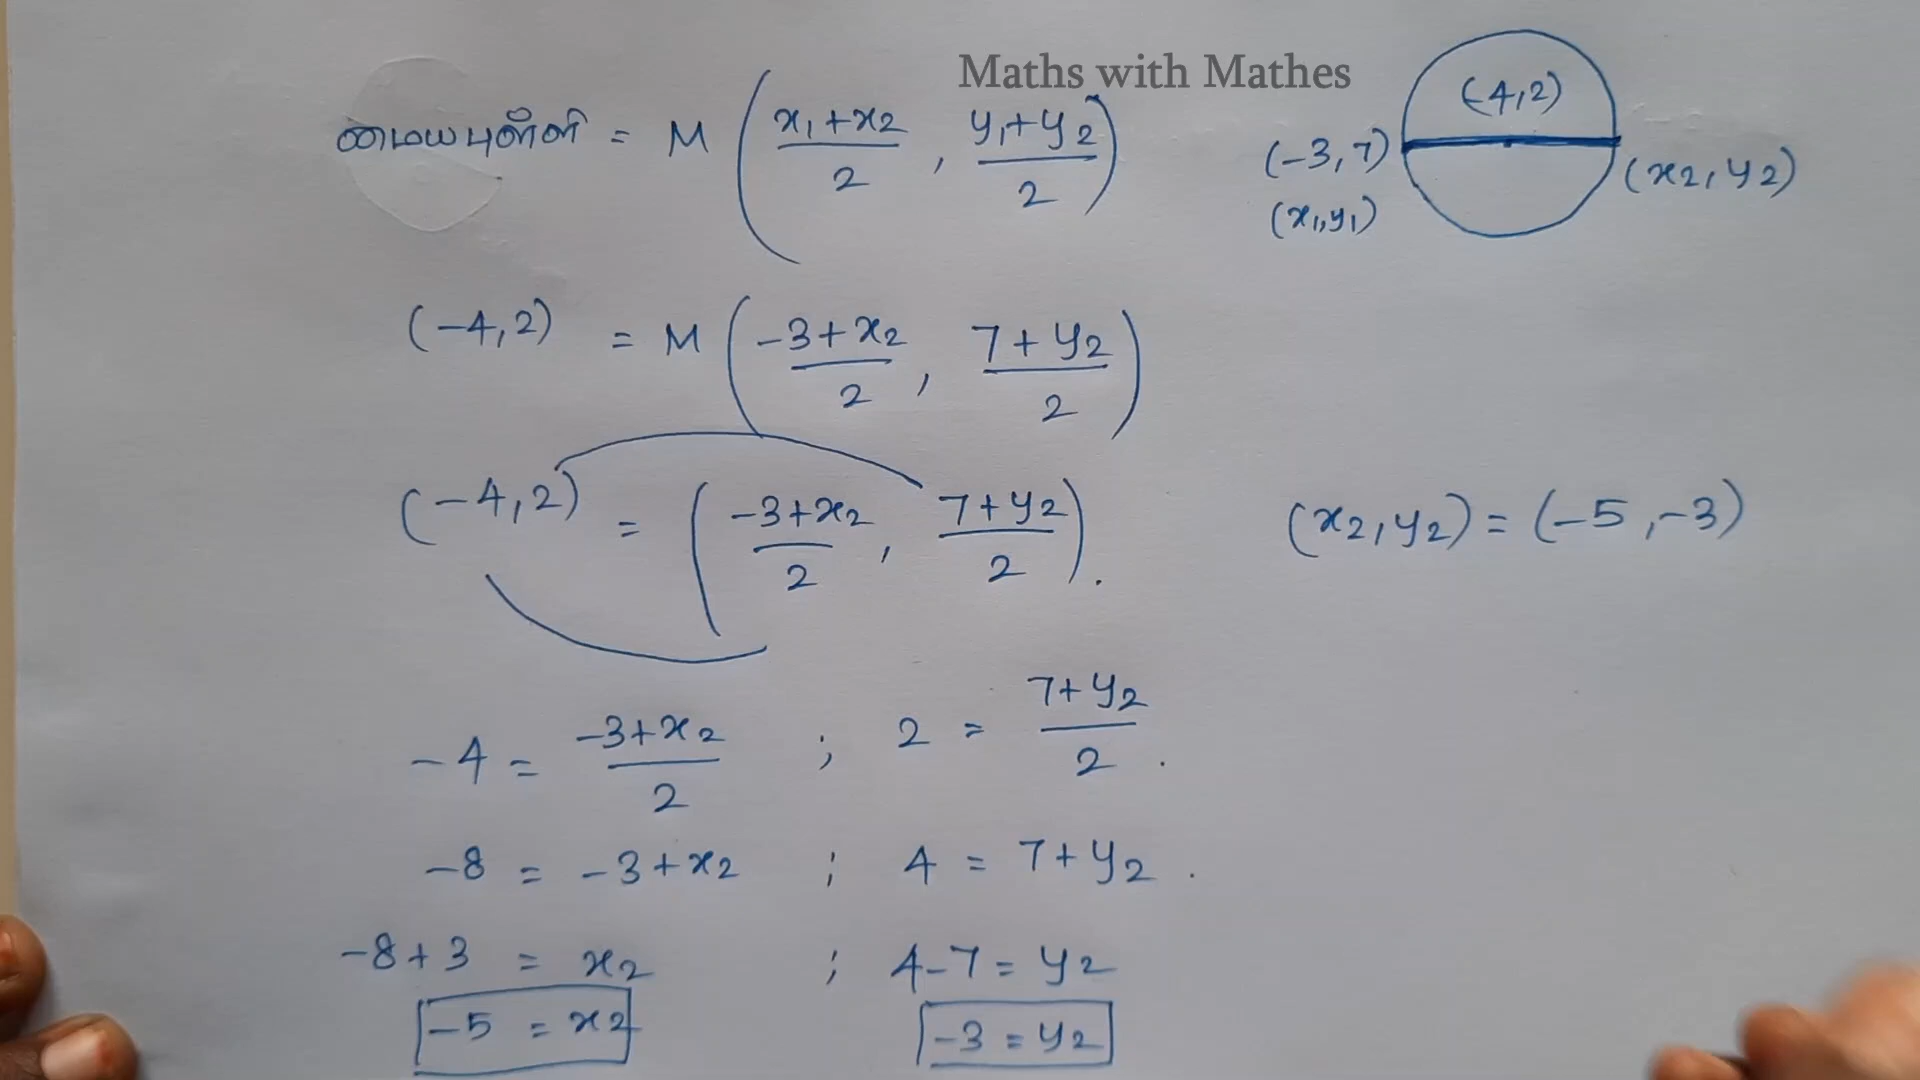 Maths with Mathes
மையபுள்ளி = M ( x₁+x₂/2 , y₁+y₂/2 )
(-4,2)
(-3,7)
(x₁,y₁)
(x₂,y₂)
(-4,2) = M ( -3+x₂/2 , 7+y₂/2 )
(-4,2) = ( -3+x₂/2 , 7+y₂/2 ).
(x₂,y₂) = (-5,-3)
-4 = -3+x₂/2 ; 2 = 7+y₂/2 .
-8 = -3+x₂ ; 4 = 7+y₂ .
-8+3 = x₂ ; 4-7 = y₂
-5 = x₂ -3 = y₂